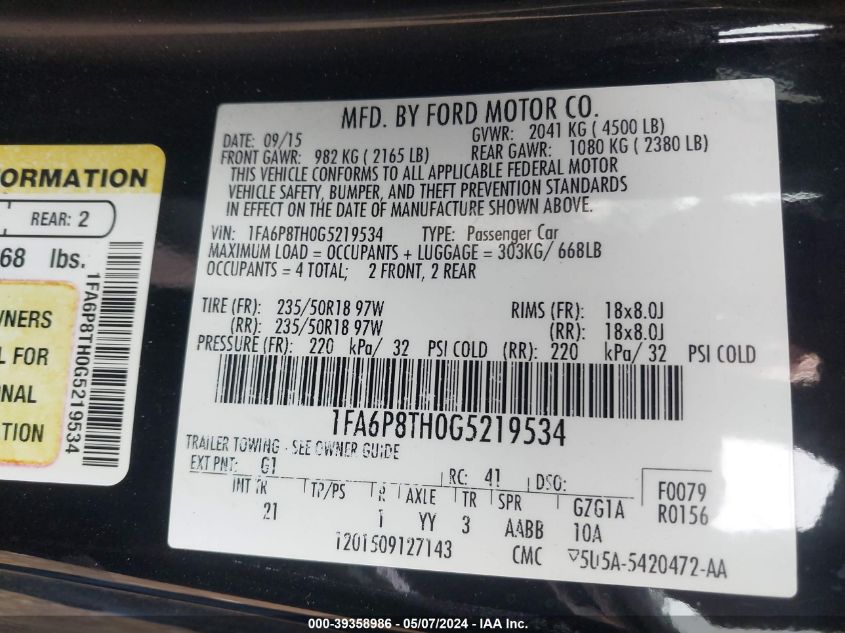 ORMATION
REAR: 2
68 lbs.
WNERS
L FOR
ONAL
TION
1FA6P8TH0G5219534
MFD. BY FORD MOTOR CO.
DATE: 09/15 GVWR: 2041 KG ( 4500 LB)
FRONT GAWR: 982 KG ( 2165 LB) REAR GAWR: 1080 KG ( 2380 LB)
THIS VEHICLE CONFORMS TO ALL APPLICABLE FEDERAL MOTOR
VEHICLE SAFETY, BUMPER, AND THEFT PREVENTION STANDARDS
IN EFFECT ON THE DATE OF MANUFACTURE SHOWN ABOVE.
VIN: 1FA6P8TH0G5219534 TYPE: Passenger Car
MAXIMUM LOAD = OCCUPANTS + LUGGAGE = 303KG/ 668LB
OCCUPANTS = 4 TOTAL; 2 FRONT, 2 REAR
TIRE (FR): 235/50R18 97W RIMS (FR): 18x8.0J
(RR): 235/50R18 97W (RR): 18x8.0J
PRESSURE (FR): 220 kPa/ 32 PSI COLD (RR): 220 kPa/ 32 PSI COLD
1FA6P8TH0G5219534
TRAILER TOWING - SEE OWNER GUIDE
EXT PNT: G1 RC: 41 DSO:
INT TR TP/PS R AXLE TR SPR GZG1A F0079
21 1 YY 3 AABB 10A R0156
1201509127143 CMC 5U5A-5420472-AA
000-39358986 - 05/07/2024 - IAA Inc.